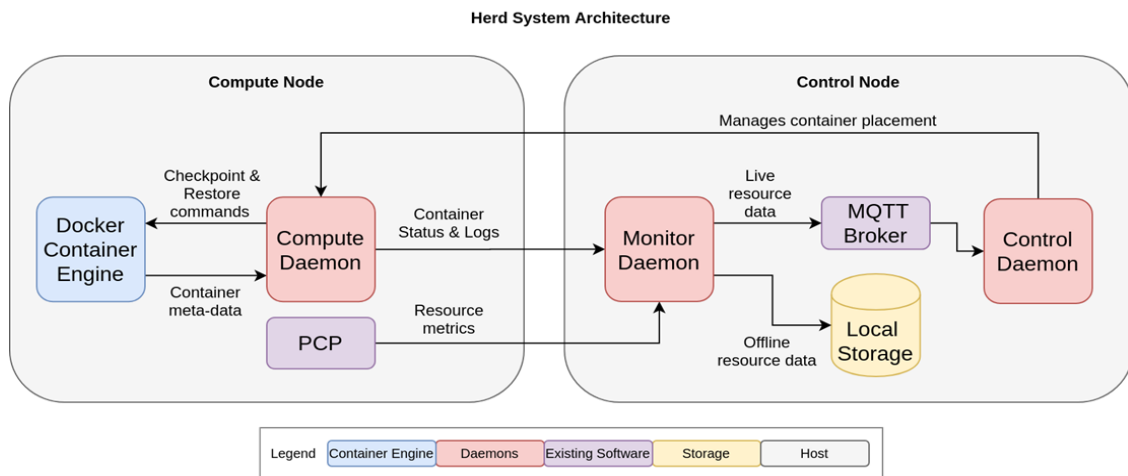 Herd System Architecture
Compute Node
Control Node
Manages container placement
Checkpoint &
Restore
commands
Docker
Container
Engine
Compute
Daemon
Container
Status & Logs
Container
meta-data
PCP
Resource
metrics
Monitor
Daemon
Live
resource
data
MQTT
Broker
Control
Daemon
Offline
resource data
Local
Storage
Legend
Container Engine
Daemons
Existing Software
Storage
Host